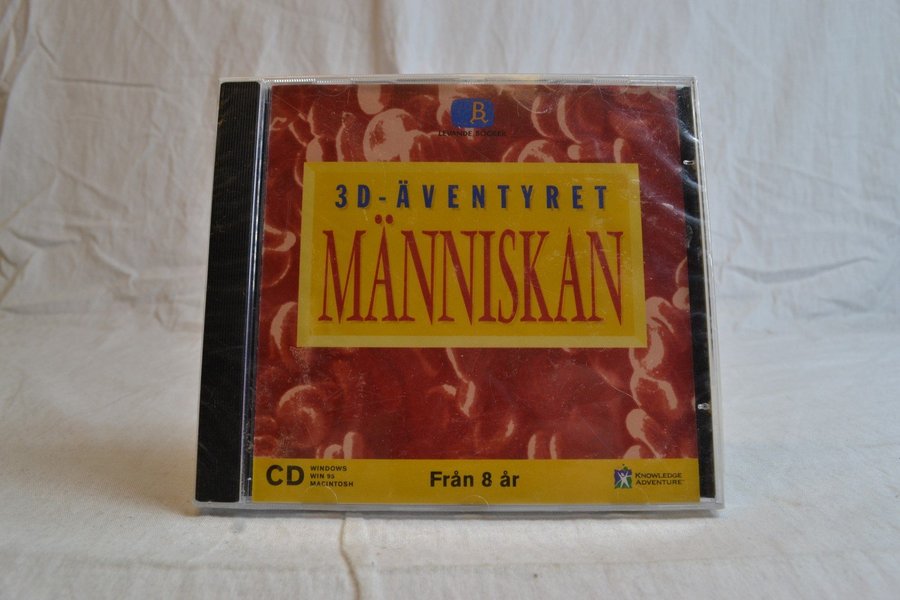 LEVANDE BÖCKER
3D-ÄVENTYRET
MÄNNISKAN
CD
WINDOWS
WIN 95
MACINTOSH
Från 8 år
KNOWLEDGE
ADVENTURE